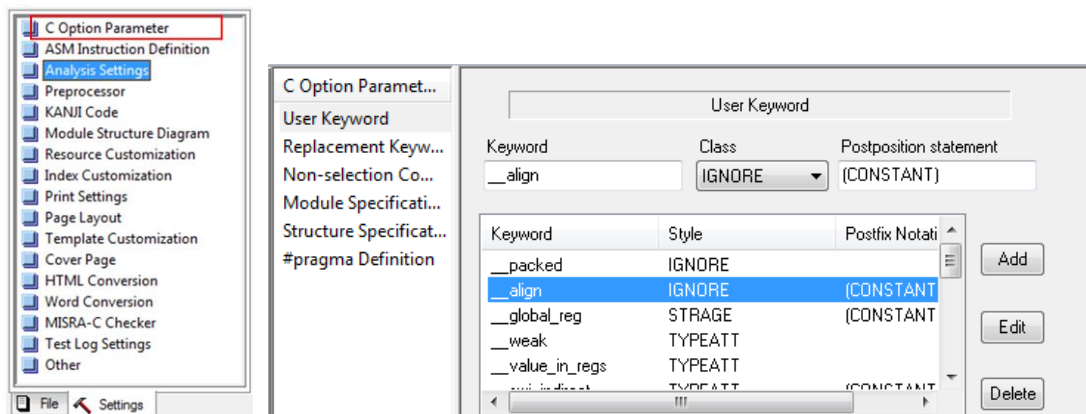 C Option Parameter
ASM Instruction Definition
Analysis Settings
Preprocessor
KANJI Code
Module Structure Diagram
Resource Customization
Index Customization
Print Settings
Page Layout
Template Customization
Cover Page
HTML Conversion
Word Conversion
MISRA-C Checker
Test Log Settings
Other
File Settings
C Option Paramet...
User Keyword
Replacement Keyw...
Non-selection Co...
Module Specificati...
Structure Specificat...
#pragma Definition
User Keyword
Keyword Class Postposition statement
__align IGNORE (CONSTANT)
Keyword Style Postfix Notati
__packed IGNORE
__align IGNORE (CONSTANT
__global_reg STRAGE (CONSTANT
__weak TYPEATT
__value_in_regs TYPEATT
Add
Edit
Delete